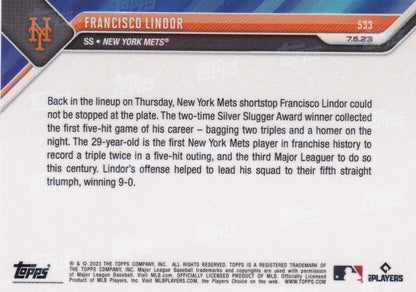 FRANCISCO LINDOR
533
SS • NEW YORK METS®
7.6.23
Back in the lineup on Thursday, New York Mets shortstop Francisco Lindor could
not be stopped at the plate. The two-time Silver Slugger Award winner collected
the first five-hit game of his career – bagging two triples and a homer on the
night. The 29-year-old is the first New York Mets player in franchise history to
record a triple twice in a five-hit outing, and the third Major Leaguer to do so
this century. Lindor's offense helped to lead his squad to their fifth straight
triumph, winning 9-0.
Topps
® & © 2023 THE TOPPS COMPANY, INC. ALL RIGHTS RESERVED. TOPPS IS A REGISTERED TRADEMARK OF
THE TOPPS COMPANY, INC. Major League Baseball trademarks and copyrights are used with permission
of Major League Baseball. Visit MLB.com. OFFICIALLY LICENSED PRODUCT OF MLB PLAYERS, INC. Officially Licensed
Product of MLB Players, Inc. Visit MLBPLAYERS.COM, the Players Choice on the web. WWW.TOPPS.COM
MLB PLAYERS